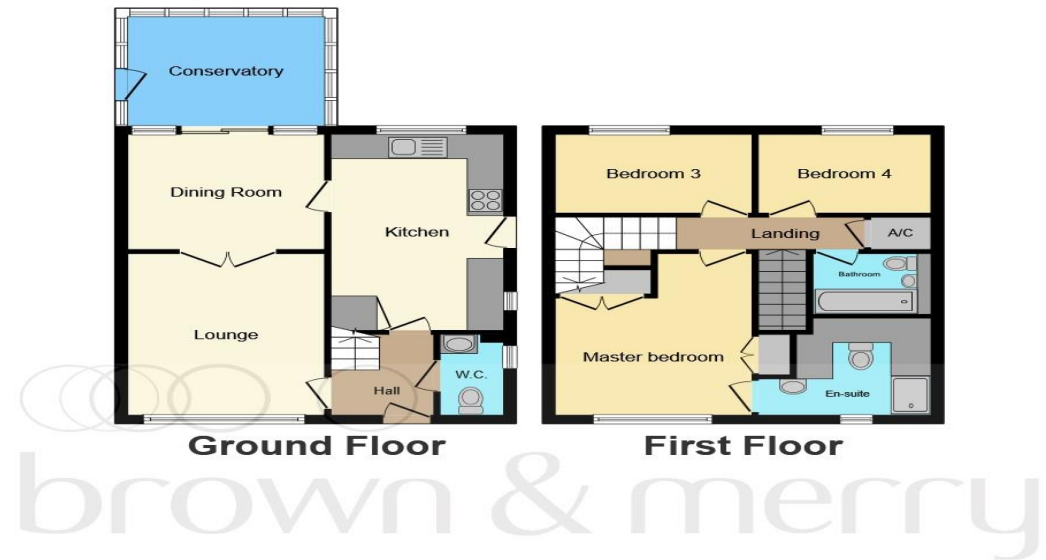 Conservatory
Dining Room
Kitchen
Lounge
Hall
W.C.
Ground Floor
Bedroom 3
Bedroom 4
Landing
A/C
Bathroom
Master bedroom
En-suite
First Floor
brown & merry